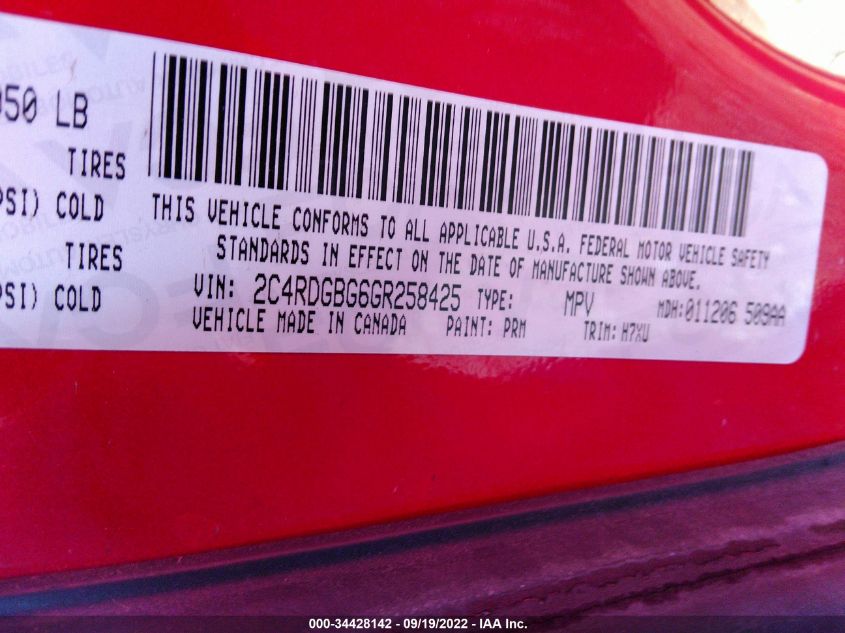 050 LB
TIRES
PSI) COLD
TIRES
PSI) COLD
THIS VEHICLE CONFORMS TO ALL APPLICABLE U.S.A. FEDERAL MOTOR VEHICLE SAFETY
STANDARDS IN EFFECT ON THE DATE OF MANUFACTURE SHOWN ABOVE.
VIN: 2C4RDGBG6GR258425 TYPE: MPV MDH:011206 509AA
VEHICLE MADE IN CANADA PAINT: PRM TRIM: H7XU
000-34428142 - 09/19/2022 - IAA Inc.